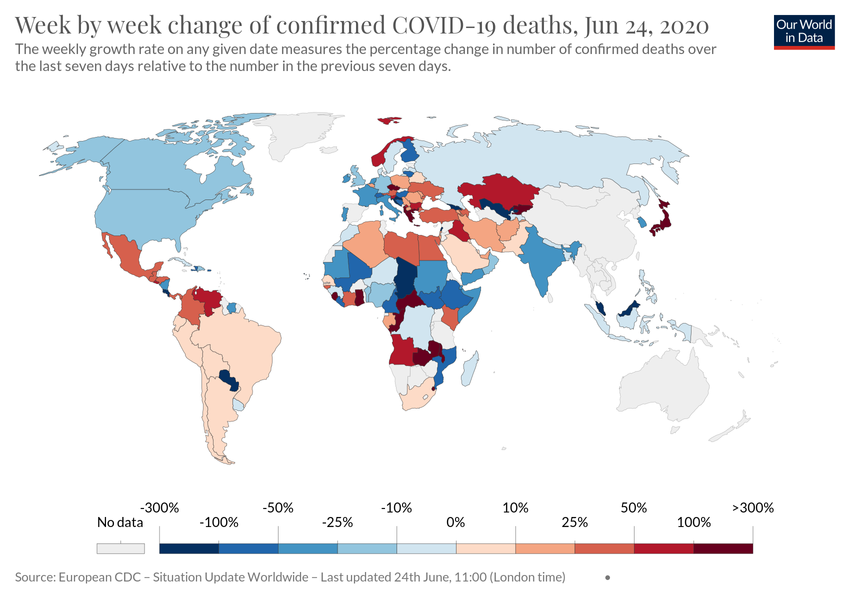 Week by week change of confirmed COVID-19 deaths, Jun 24, 2020
Our World
in Data
The weekly growth rate on any given date measures the percentage change in number of confirmed deaths over
the last seven days relative to the number in the previous seven days.
-300% -50% -10% 10% 50% >300%
No data -100% -25% 0% 25% 100%
Source: European CDC – Situation Update Worldwide – Last updated 24th June, 11:00 (London time)